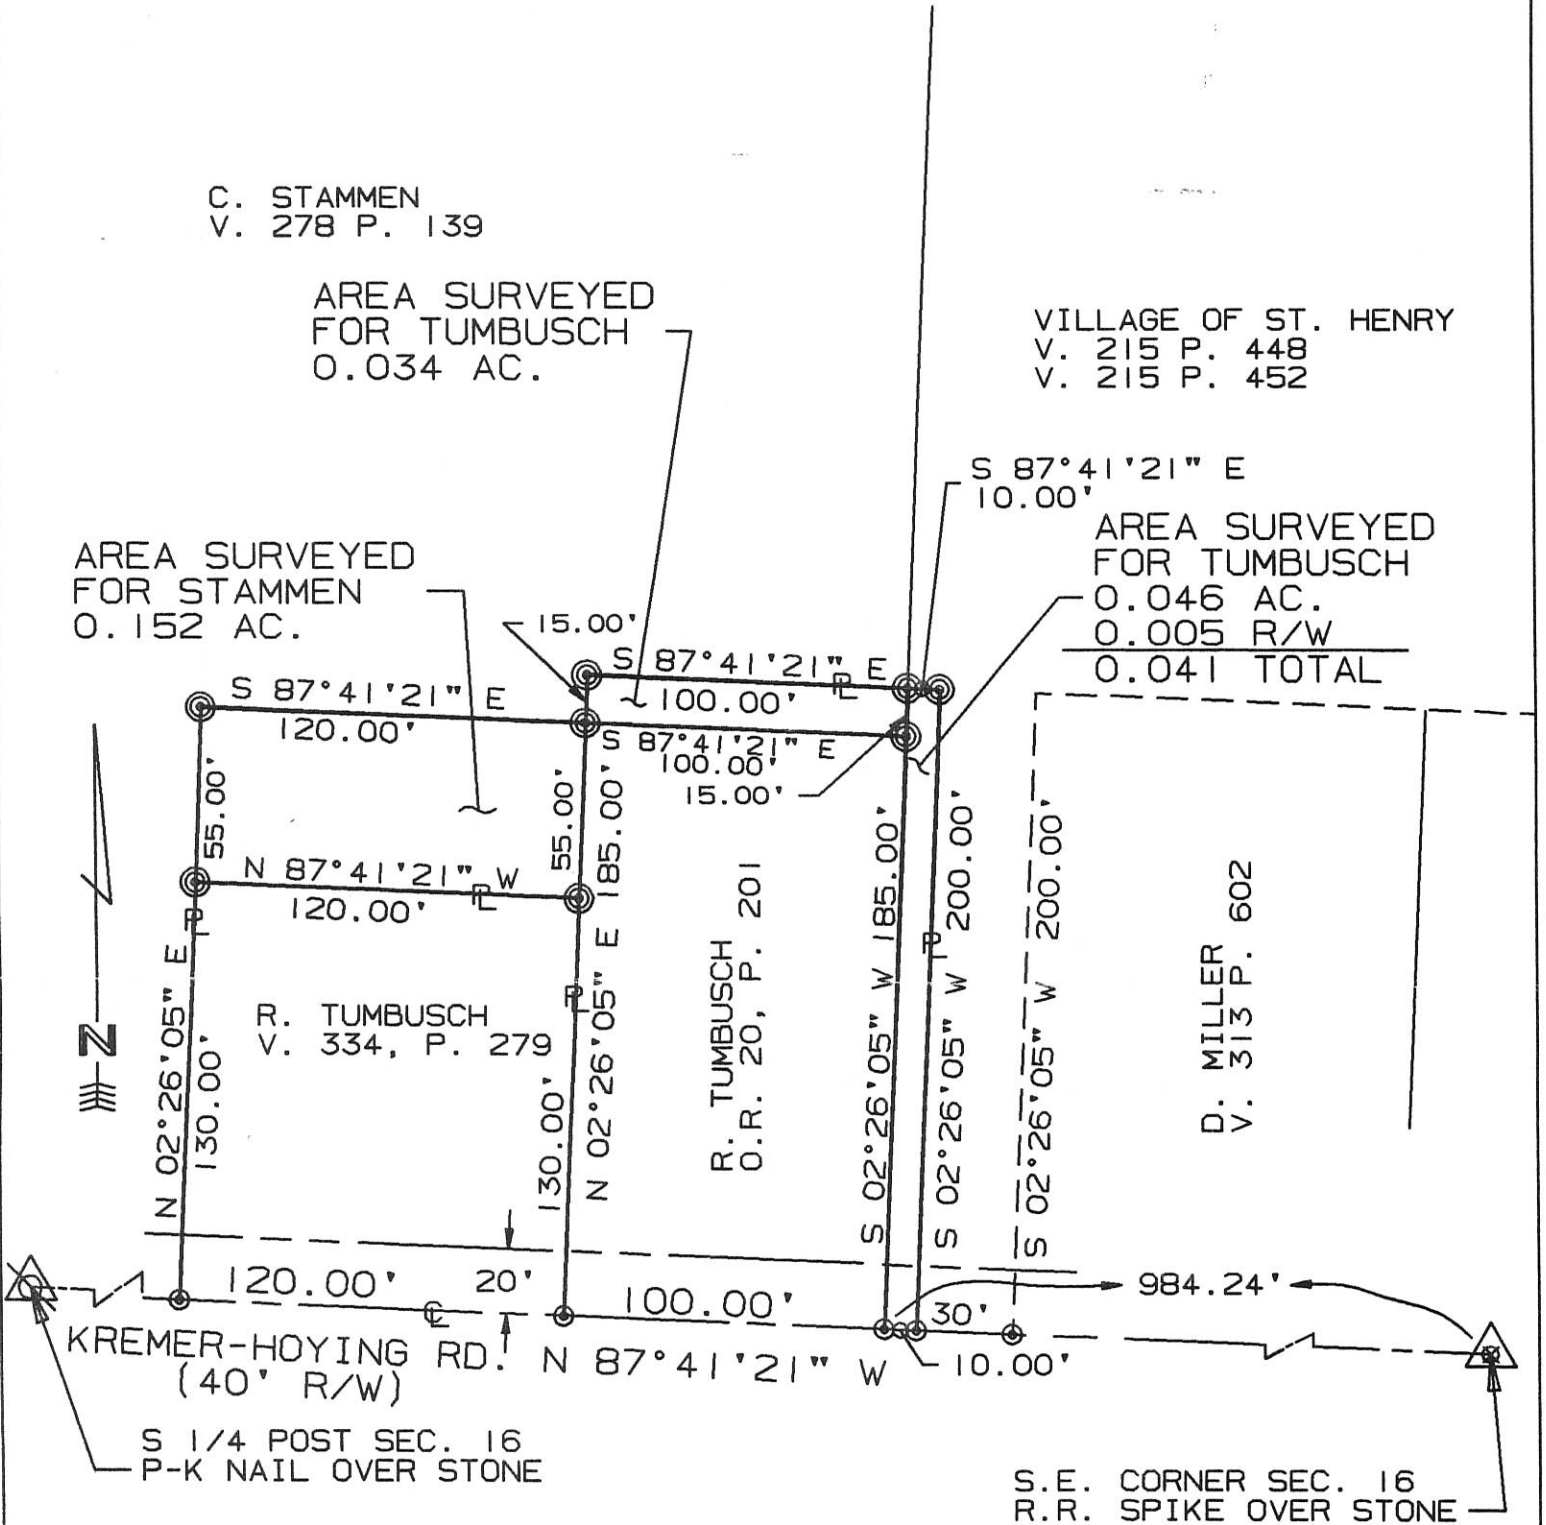 C. STAMMEN
V. 278 P. 139
AREA SURVEYED
FOR TUMBUSCH
0.034 AC.
VILLAGE OF ST. HENRY
V. 215 P. 448
V. 215 P. 452
S 87°41'21" E
10.00'
AREA SURVEYED
FOR TUMBUSCH
0.046 AC.
0.005 R/W
0.041 TOTAL
AREA SURVEYED
FOR STAMMEN
0.152 AC.
15.00'
S 87°41'21" E
PL
100.00'
S 87°41'21" E
120.00'
S 87°41'21" E
100.00'
15.00'
55.00'
55.00'
185.00'
N 87°41'21" W
PL
120.00'
PL
N 02°26'05" E
130.00'
R. TUMBUSCH
V. 334, P. 279
PL
130.00'
N 02°26'05" E
R. TUMBUSCH
O.R. 20, P. 201
S 02°26'05" W 185.00'
PL
S 02°26'05" W 200.00'
S 02°26'05" W 200.00'
D. MILLER
V. 313 P. 602
N
120.00'
20'
100.00'
30'
984.24'
CL
10.00'
KREMER-HOYING RD.
(40' R/W)
N 87°41'21" W
S 1/4 POST SEC. 16
P-K NAIL OVER STONE
S.E. CORNER SEC. 16
R.R. SPIKE OVER STONE